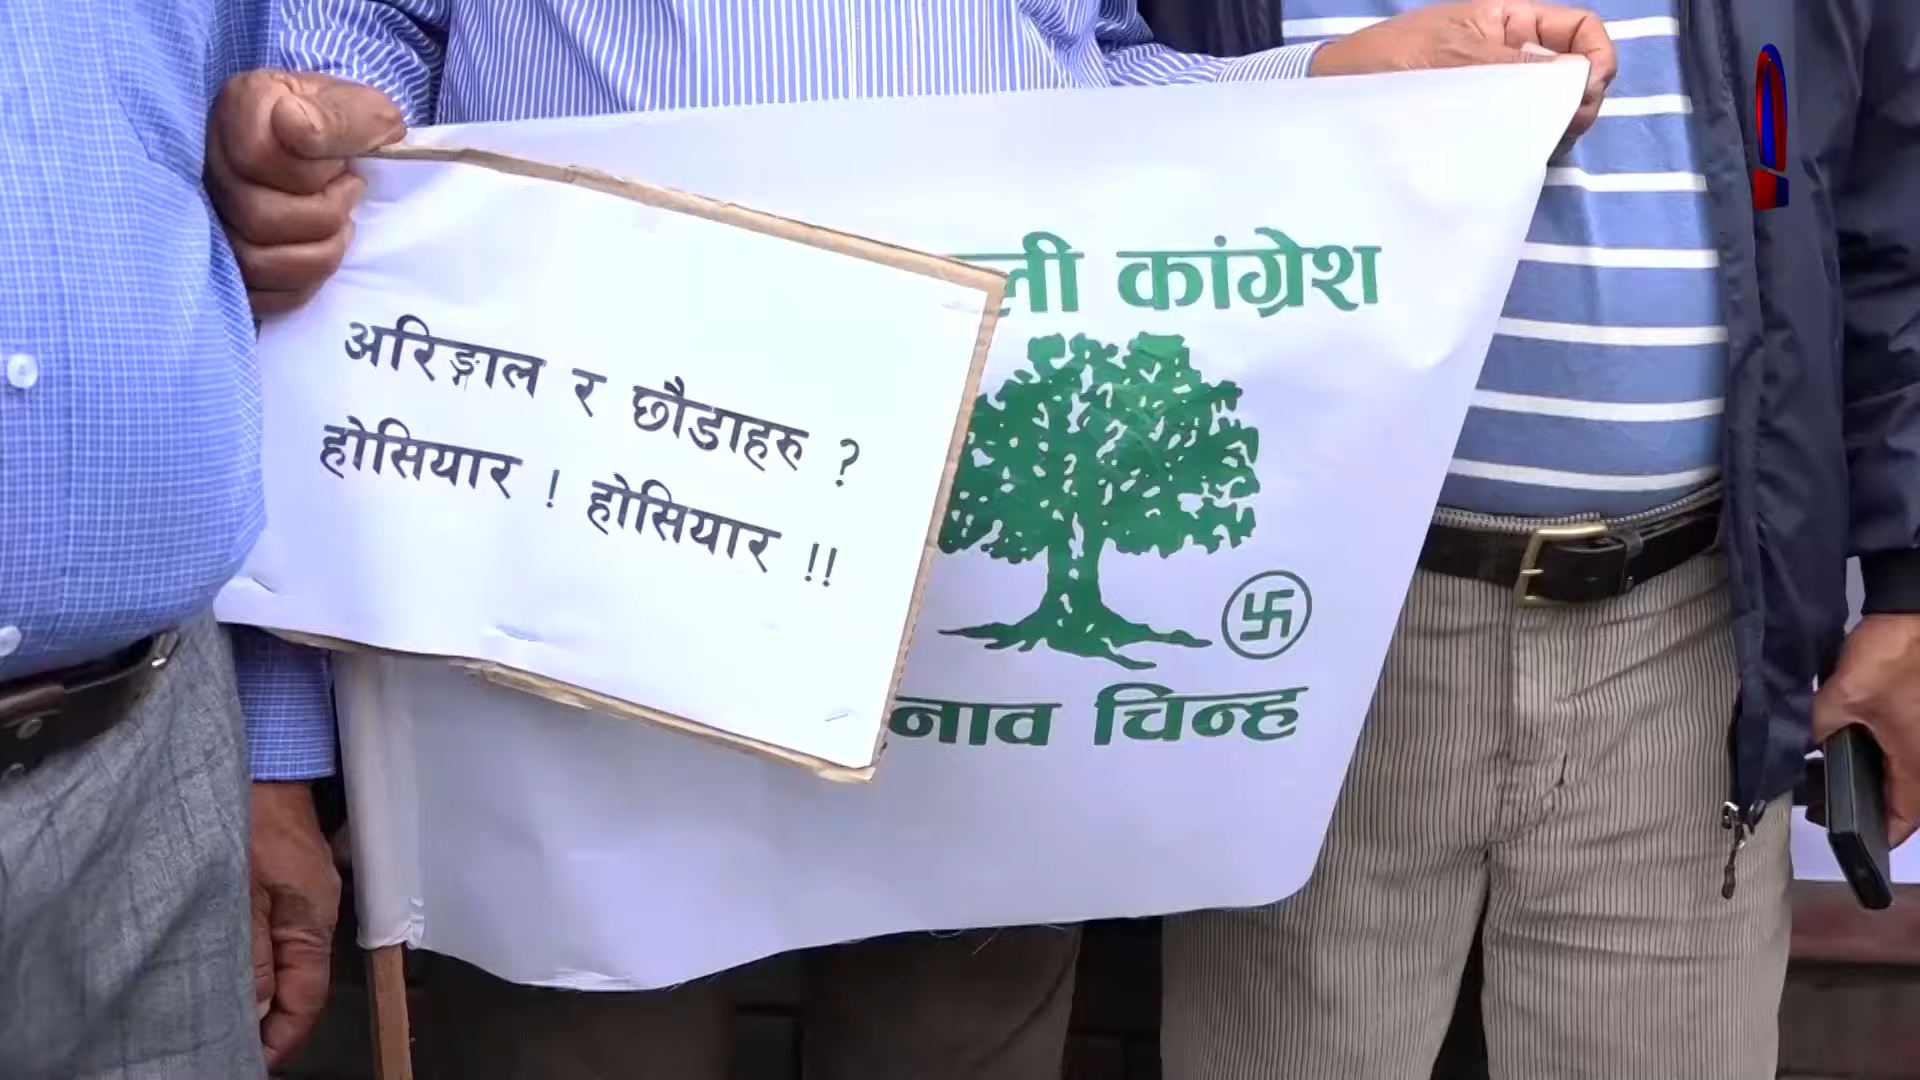 अरिङ्गाल र छौडाहरु ?
होसियार ! होसियार !!
ली कांग्रेश
नाव चिन्ह